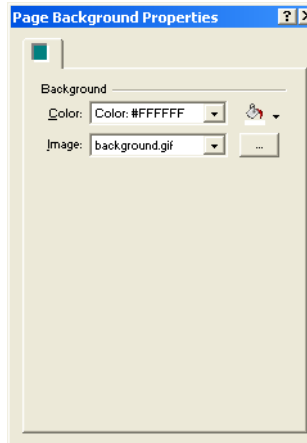 Page Background Properties
Background
Color: Color: #FFFFFF
Image: background.gif ...